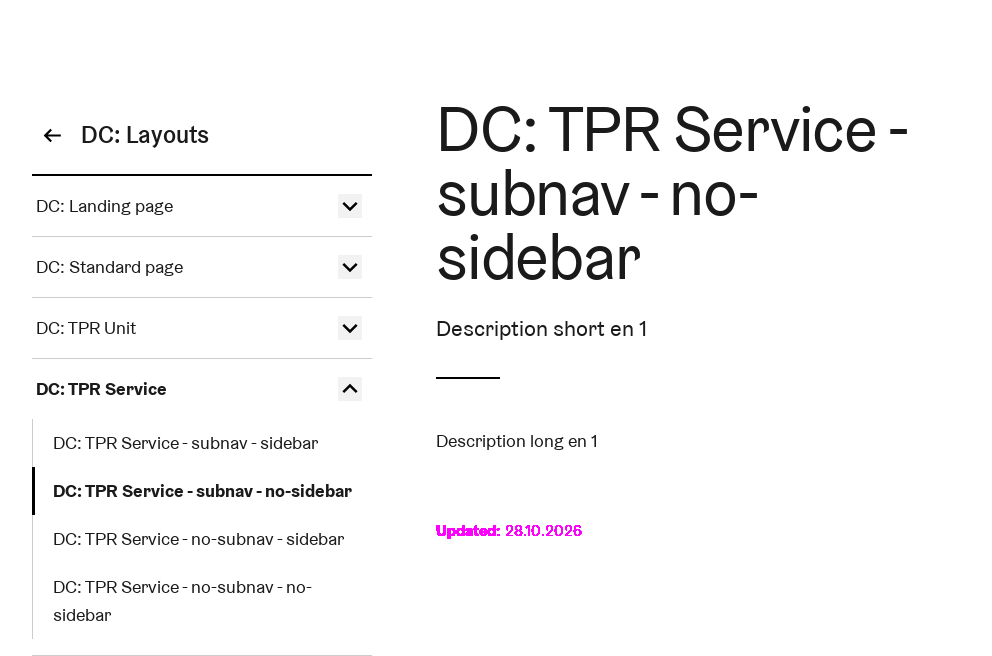 DC: Layouts
DC: Landing page
DC: Standard page
DC: TPR Unit
DC: TPR Service
DC: TPR Service - subnav - sidebar
DC: TPR Service - subnav - no-sidebar
DC: TPR Service - no-subnav - sidebar
DC: TPR Service - no-subnav - no-
sidebar
DC: TPR Service -
subnav - no-
sidebar
Description short en 1
Description long en 1
Updated: 28.10.2026